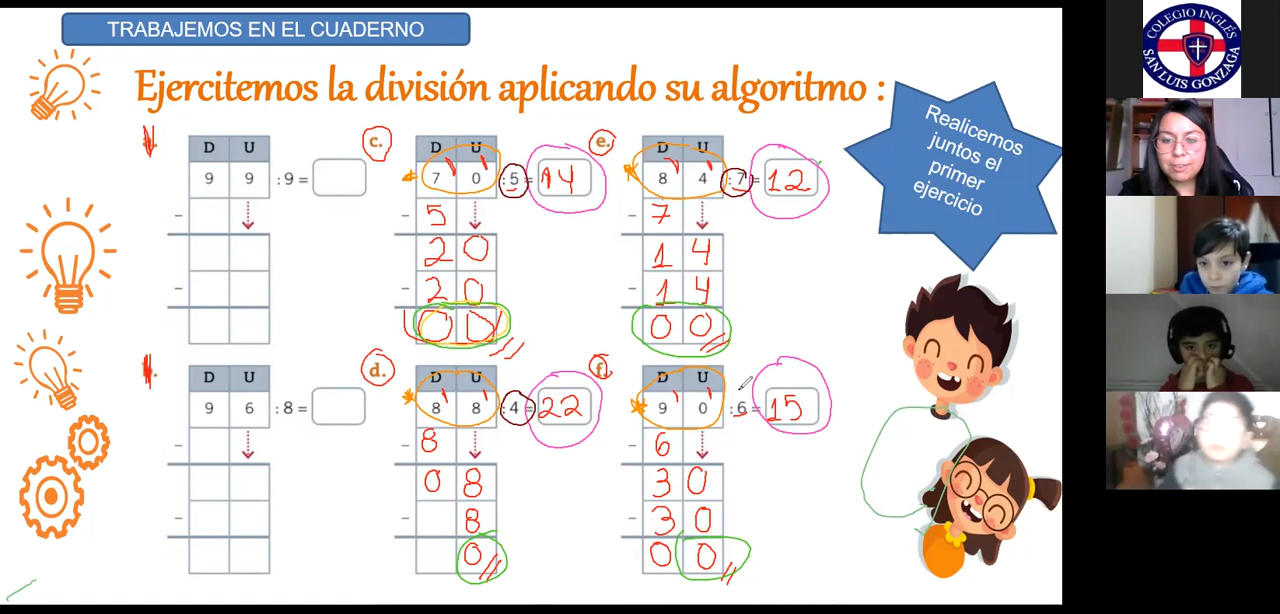 TRABAJEMOS EN EL CUADERNO
Ejercitemos la división aplicando su algoritmo :
Realicemos
juntos el
primer
ejercicio
COLEGIO INGLÉS
SAN LUIS GONZAGA
D U
9 9 :9=
-
-
c.
D U
7 0 :5= 14
- 5
2 0
- 2 0
0 0
e.
D U
8 4 :7= 12
- 7
1 4
- 1 4
0 0
D U
9 6 :8=
-
-
d.
D U
8 8 :4= 22
- 8
0 8
- 8
0
f.
D U
9 0 :6= 15
- 6
3 0
- 3 0
0 0